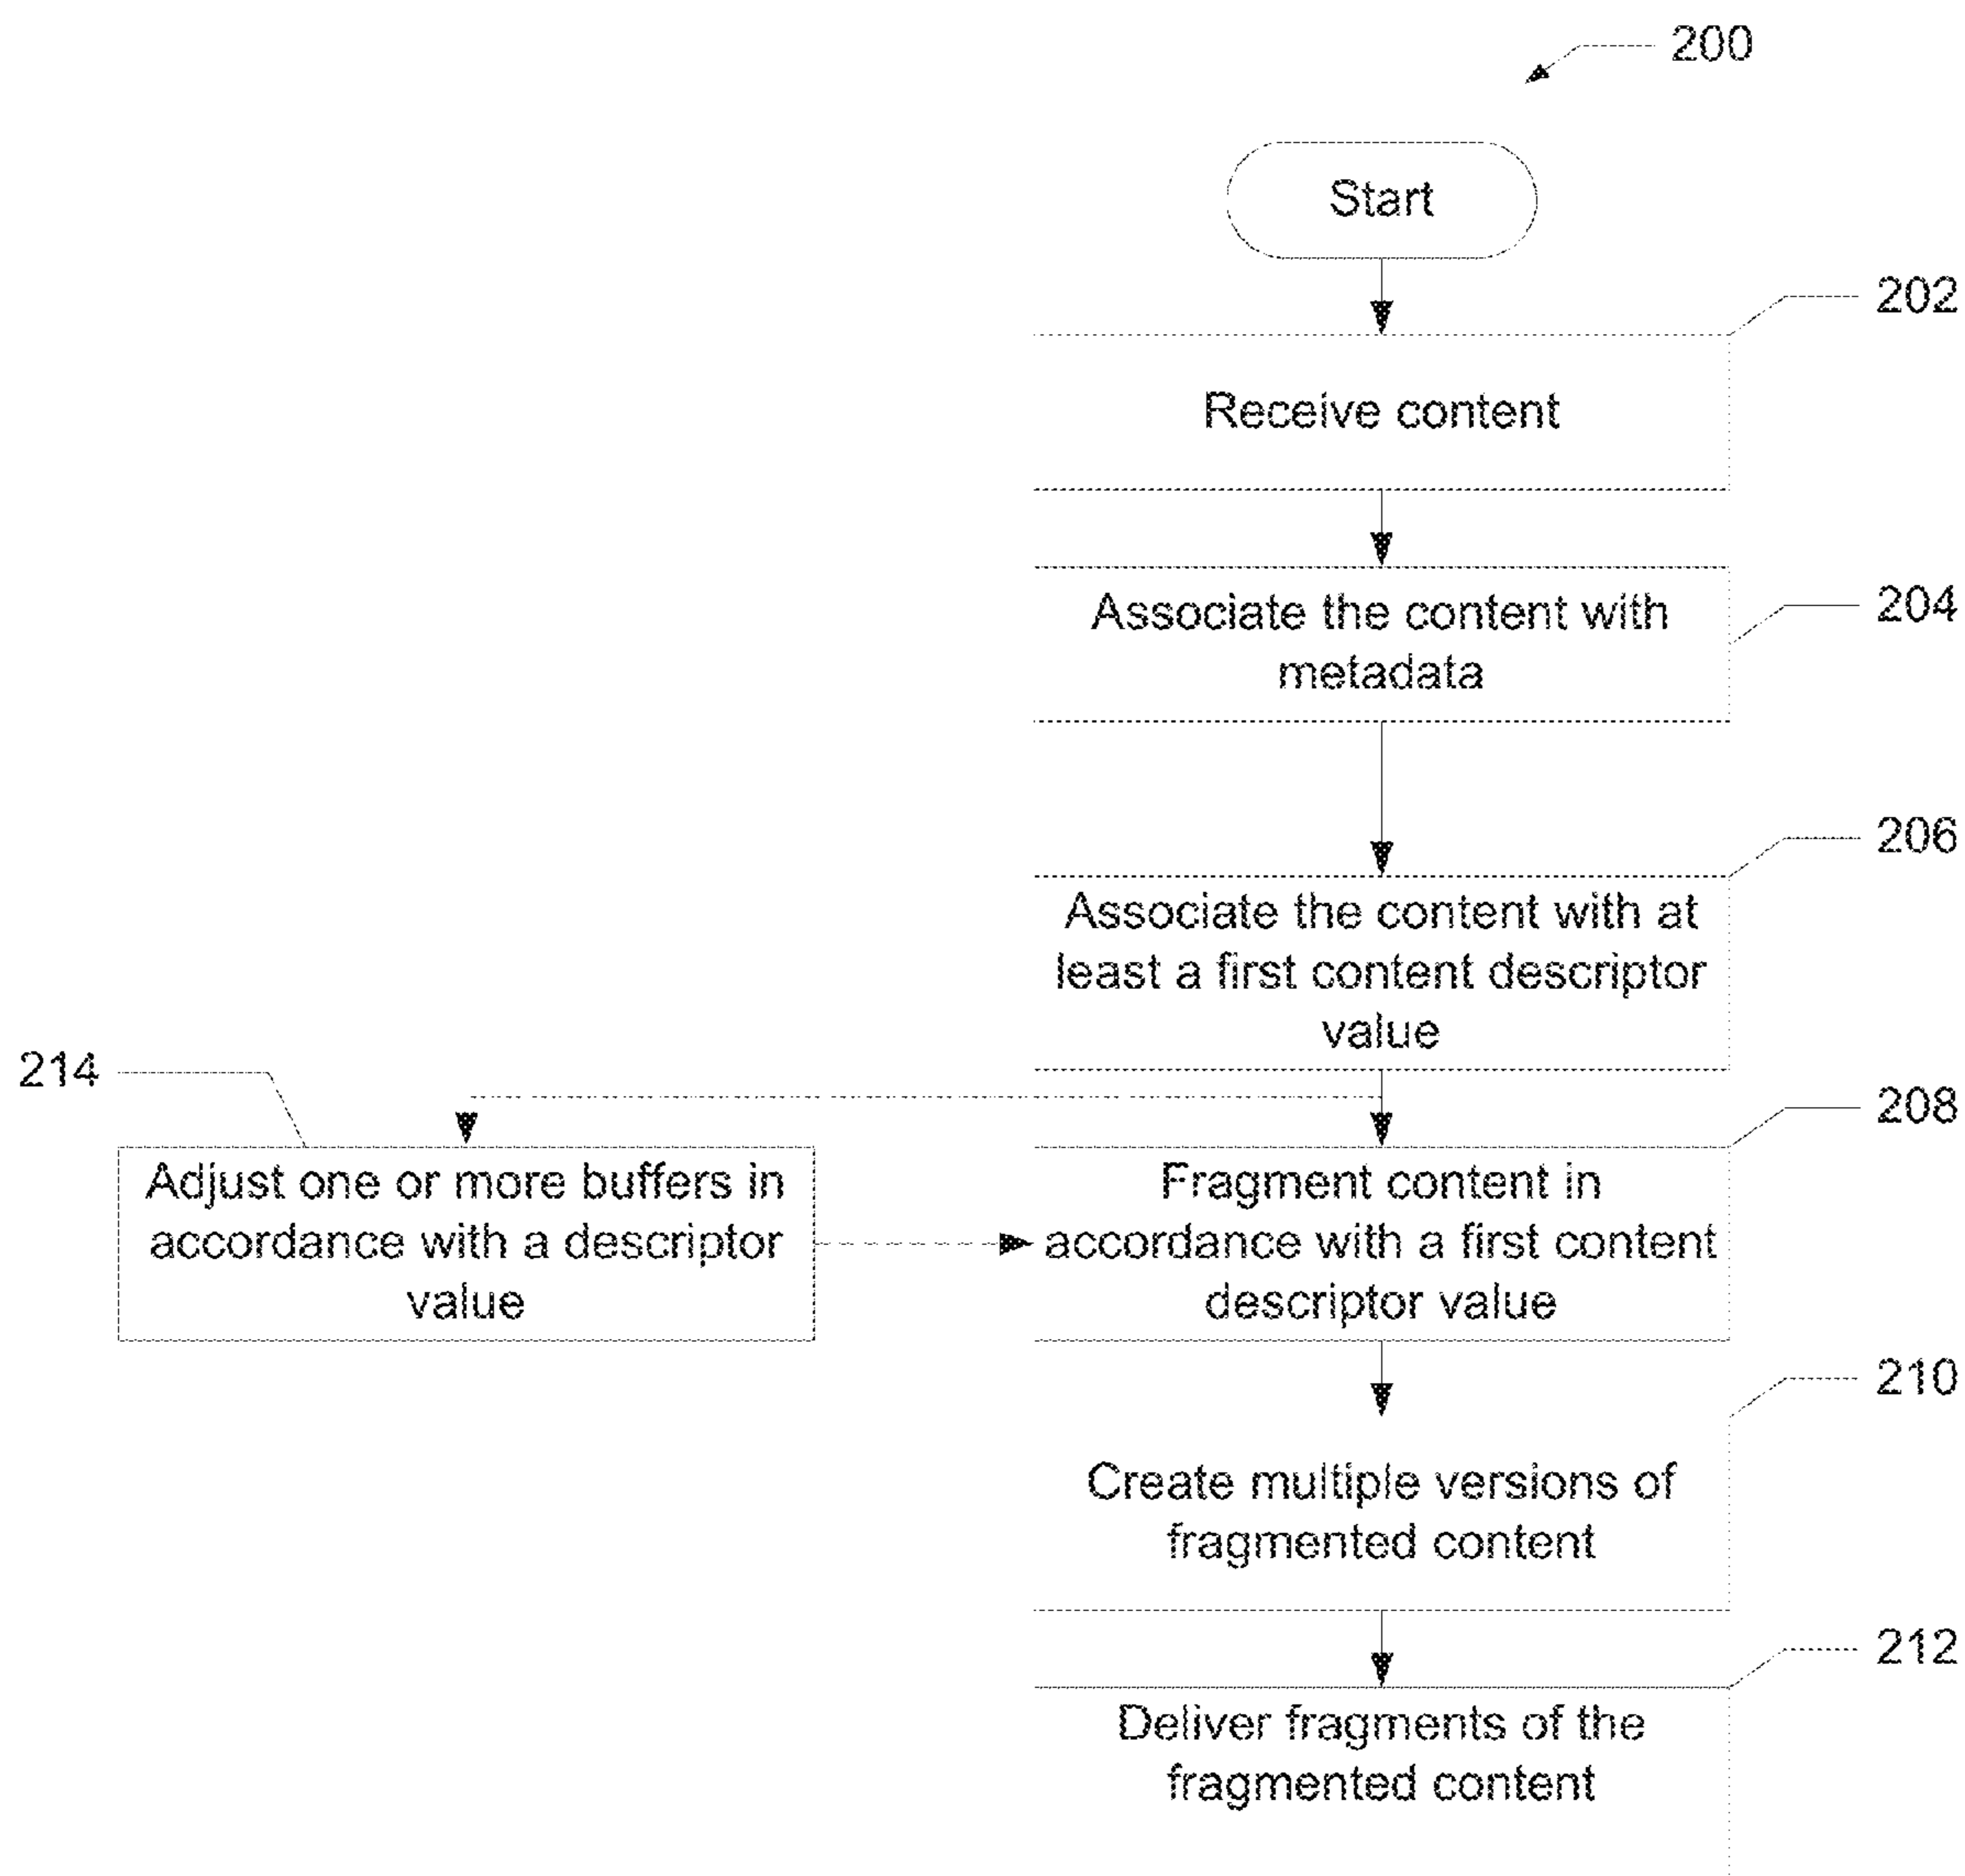 200
Start
202
Receive content
204
Associate the content with
metadata
206
Associate the content with at
least a first content descriptor
value
214
208
Adjust one or more buffers in
accordance with a descriptor
value
Fragment content in
accordance with a first content
descriptor value
210
Create multiple versions of
fragmented content
212
Deliver fragments of the
fragmented content